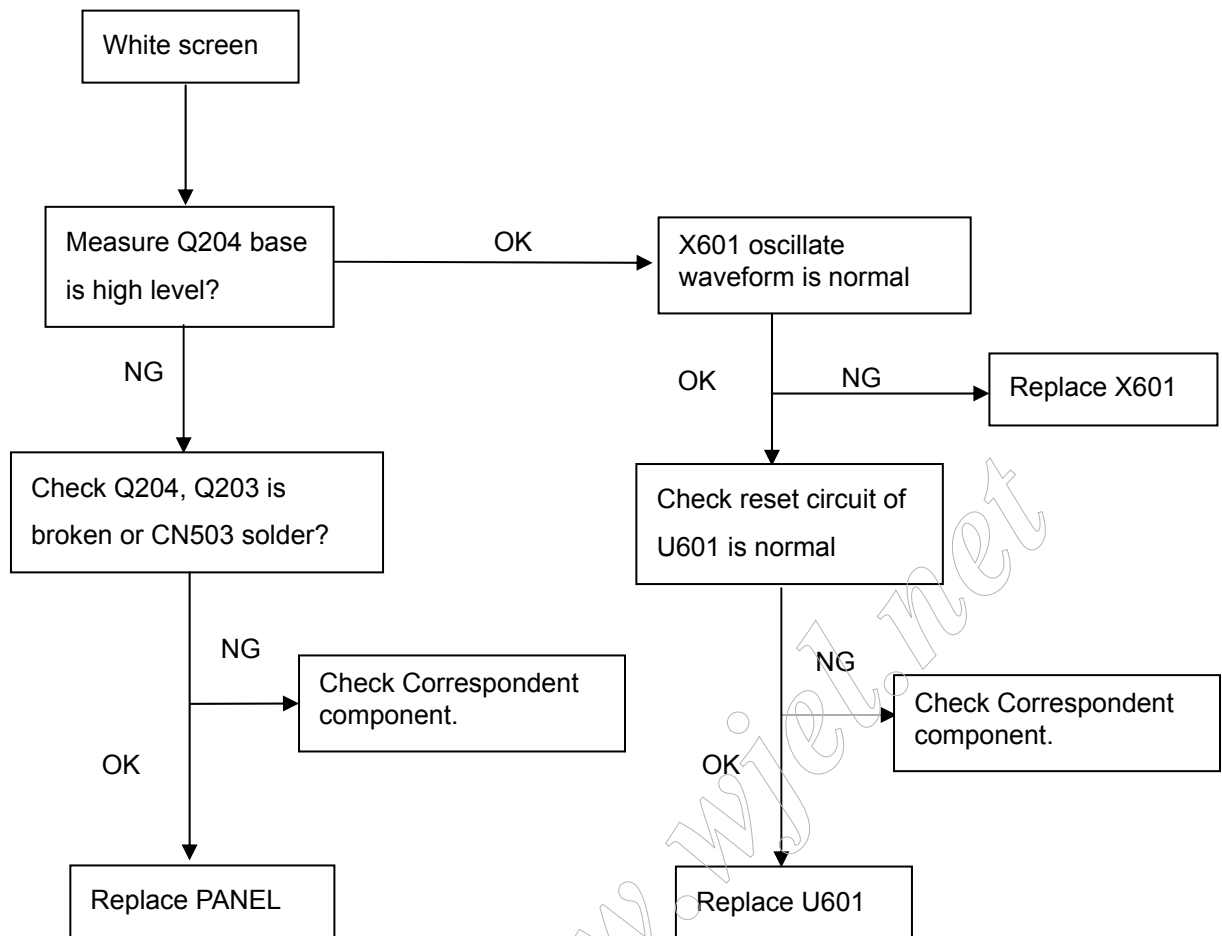 White screen
Measure Q204 base
is high level?
OK
X601 oscillate
waveform is normal
NG
OK
NG
Replace X601
Check Q204, Q203 is
broken or CN503 solder?
Check reset circuit of
U601 is normal
NG
Check Correspondent
component.
NG
Check Correspondent
component.
OK
OK
Replace PANEL
Replace U601
w.wjel.net